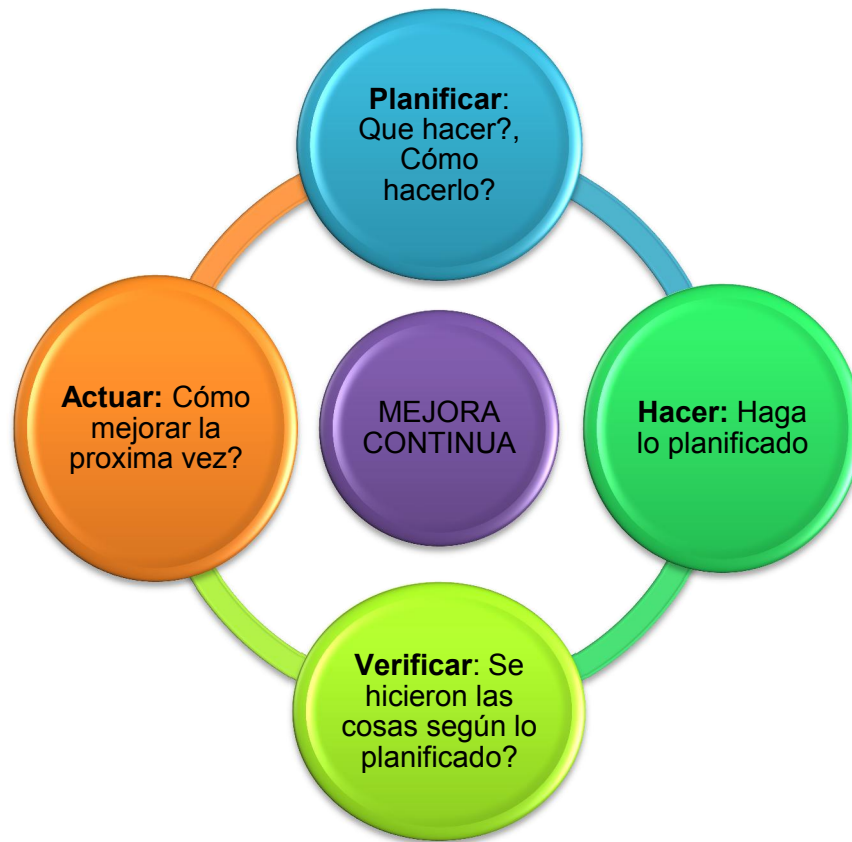 Planificar:
Que hacer?,
Cómo
hacerlo?
Actuar: Cómo
mejorar la
proxima vez?
MEJORA
CONTINUA
Hacer: Haga
lo planificado
Verificar: Se
hicieron las
cosas según lo
planificado?